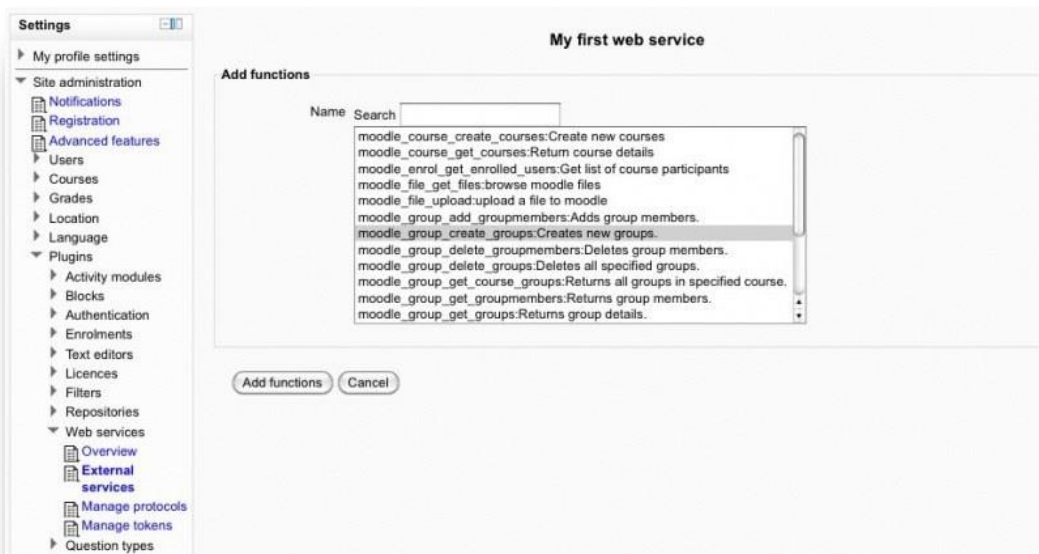 Settings
My profile settings
Site administration
Notifications
Registration
Advanced features
Users
Courses
Grades
Location
Language
Plugins
Activity modules
Blocks
Authentication
Enrolments
Text editors
Licences
Filters
Repositories
Web services
Overview
External
services
Manage protocols
Manage tokens
Question types
My first web service
Add functions
Name Search
moodle_course_create_courses:Create new courses
moodle_course_get_courses:Return course details
moodle_enrol_get_enrolled_users:Get list of course participants
moodle_file_get_files:browse moodle files
moodle_file_upload:upload a file to moodle
moodle_group_add_groupmembers:Adds group members.
moodle_group_create_groups:Creates new groups.
moodle_group_delete_groupmembers:Deletes group members.
moodle_group_delete_groups:Deletes all specified groups.
moodle_group_get_course_groups:Returns all groups in specified course.
moodle_group_get_groupmembers:Returns group members.
moodle_group_get_groups:Returns group details.
Add functions Cancel